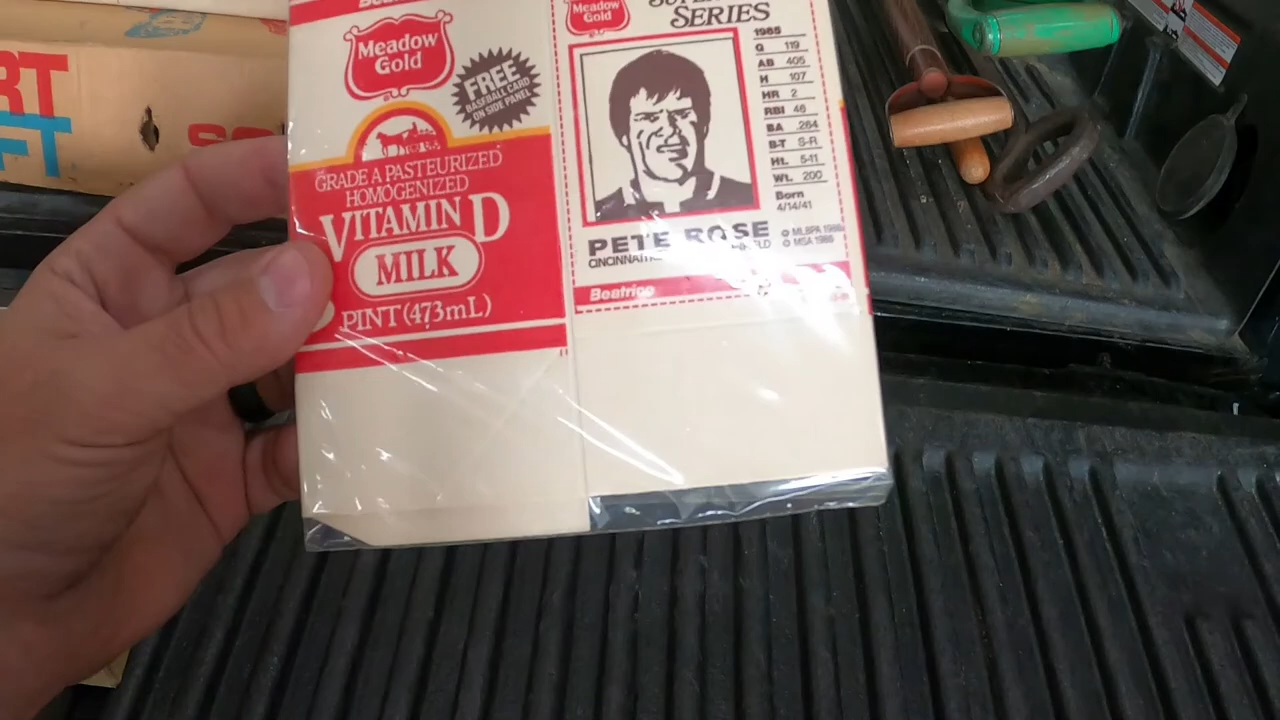 Meadow
Gold
FREE
BASEBALL CARD
ON SIDE PANEL
GRADE A PASTEURIZED
HOMOGENIZED
VITAMIN D
MILK
PINT (473mL)
Meadow
Gold
SERIES
1985
G 119
AB 405
H 107
HR 2
RBI 46
BA .264
B-T S-R
Ht. 5-11
Wt. 200
Born
4/14/41
PETE ROSE
© MLBPA 1986
© MSA 1986
Beatrice